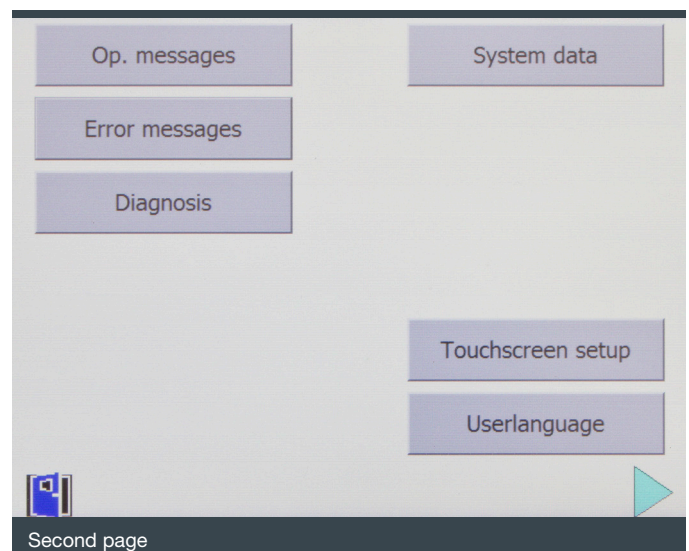 Op. messages
System data
Error messages
Diagnosis
Touchscreen setup
Userlanguage
Second page